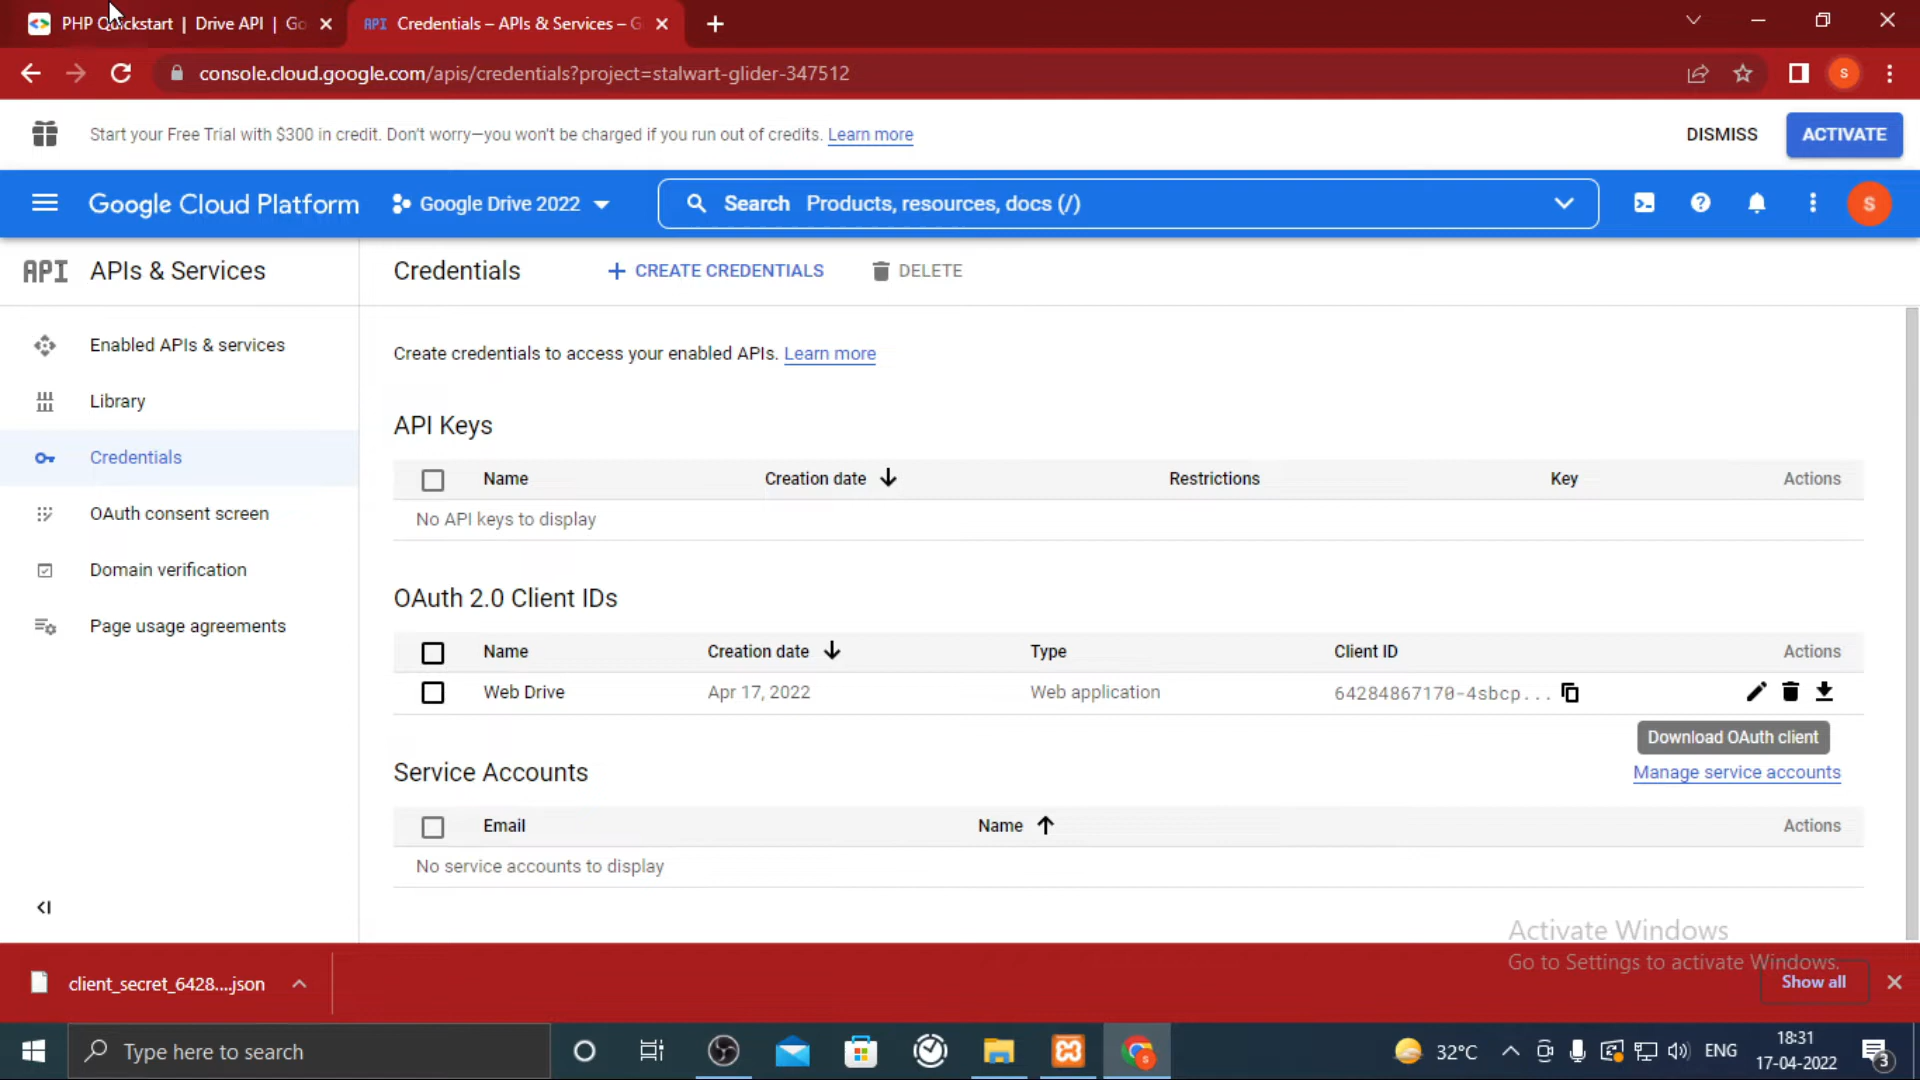 PHP Quickstart | Drive API | Go
API Credentials – APIs & Services – G
console.cloud.google.com/apis/credentials?project=stalwart-glider-347512
S
Start your Free Trial with $300 in credit. Don't worry—you won't be charged if you run out of credits. Learn more
DISMISS
ACTIVATE
Google Cloud Platform
Google Drive 2022
Search Products, resources, docs (/)
S
API APIs & Services
Credentials
CREATE CREDENTIALS
DELETE
Enabled APIs & services
Library
Credentials
OAuth consent screen
Domain verification
Page usage agreements
Create credentials to access your enabled APIs. Learn more
API Keys
Name Creation date Restrictions Key Actions
No API keys to display
OAuth 2.0 Client IDs
Name Creation date Type Client ID Actions
Web Drive Apr 17, 2022 Web application 64284867170-4sbcp...
Download OAuth client
Service Accounts
Manage service accounts
Email Name Actions
No service accounts to display
Activate Windows
Go to Settings to activate Windows.
client_secret_6428....json
Show all
Type here to search
32°C
ENG
18:31
17-04-2022
3